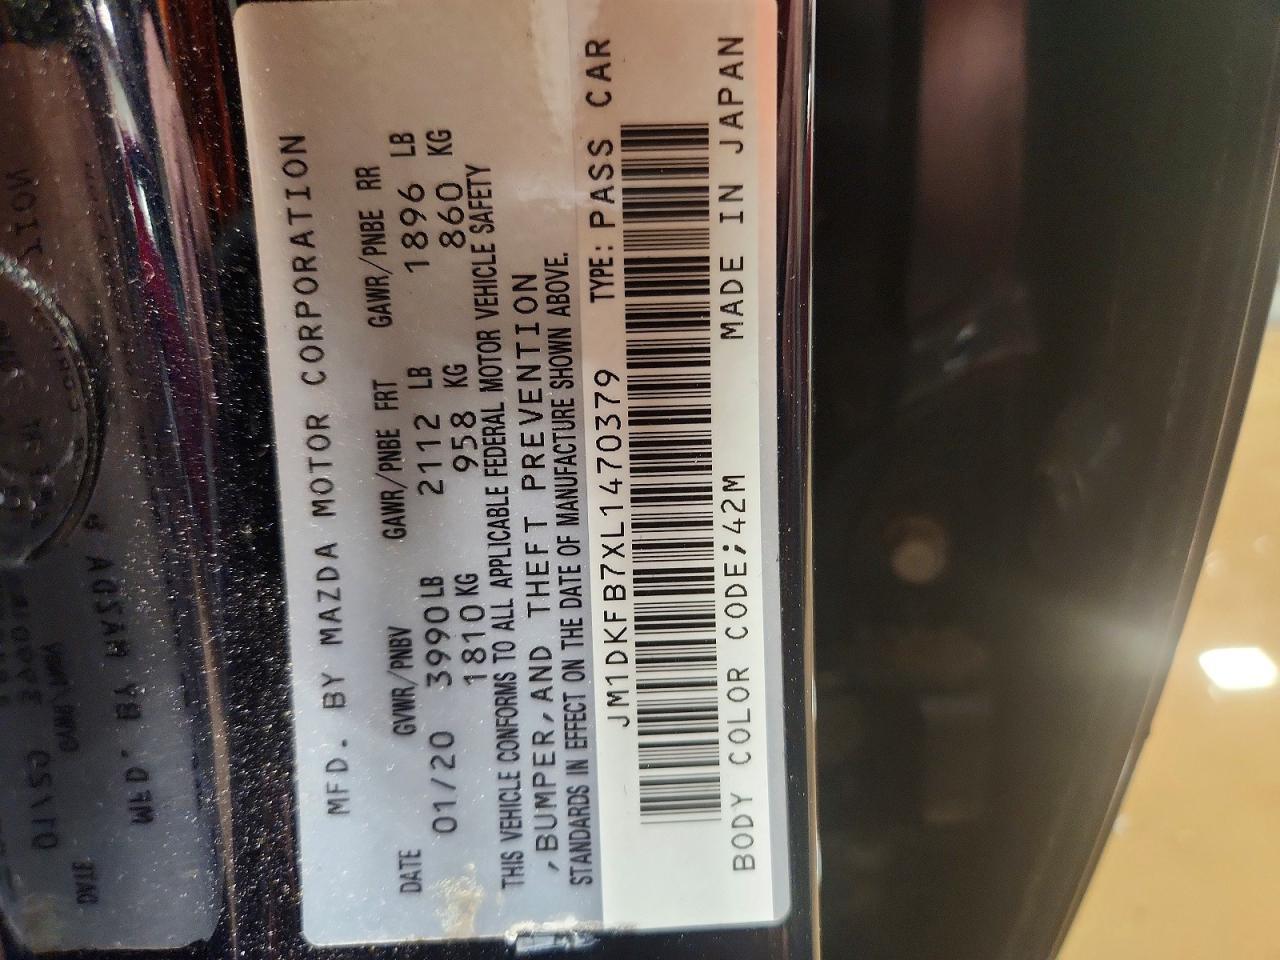 MFD. BY MAZDA MOTOR CORPORATION
DATE GVWR/PNBV GAWR/PNBE FRT GAWR/PNBE RR
01/20 3990 LB 2112 LB 1896 LB
1810 KG 958 KG 860 KG
THIS VEHICLE CONFORMS TO ALL APPLICABLE FEDERAL MOTOR VEHICLE SAFETY
,BUMPER,AND THEFT PREVENTION
STANDARDS IN EFFECT ON THE DATE OF MANUFACTURE SHOWN ABOVE.
JM1DKFB7XL1470379 TYPE: PASS CAR
BODY COLOR CODE;42M MADE IN JAPAN